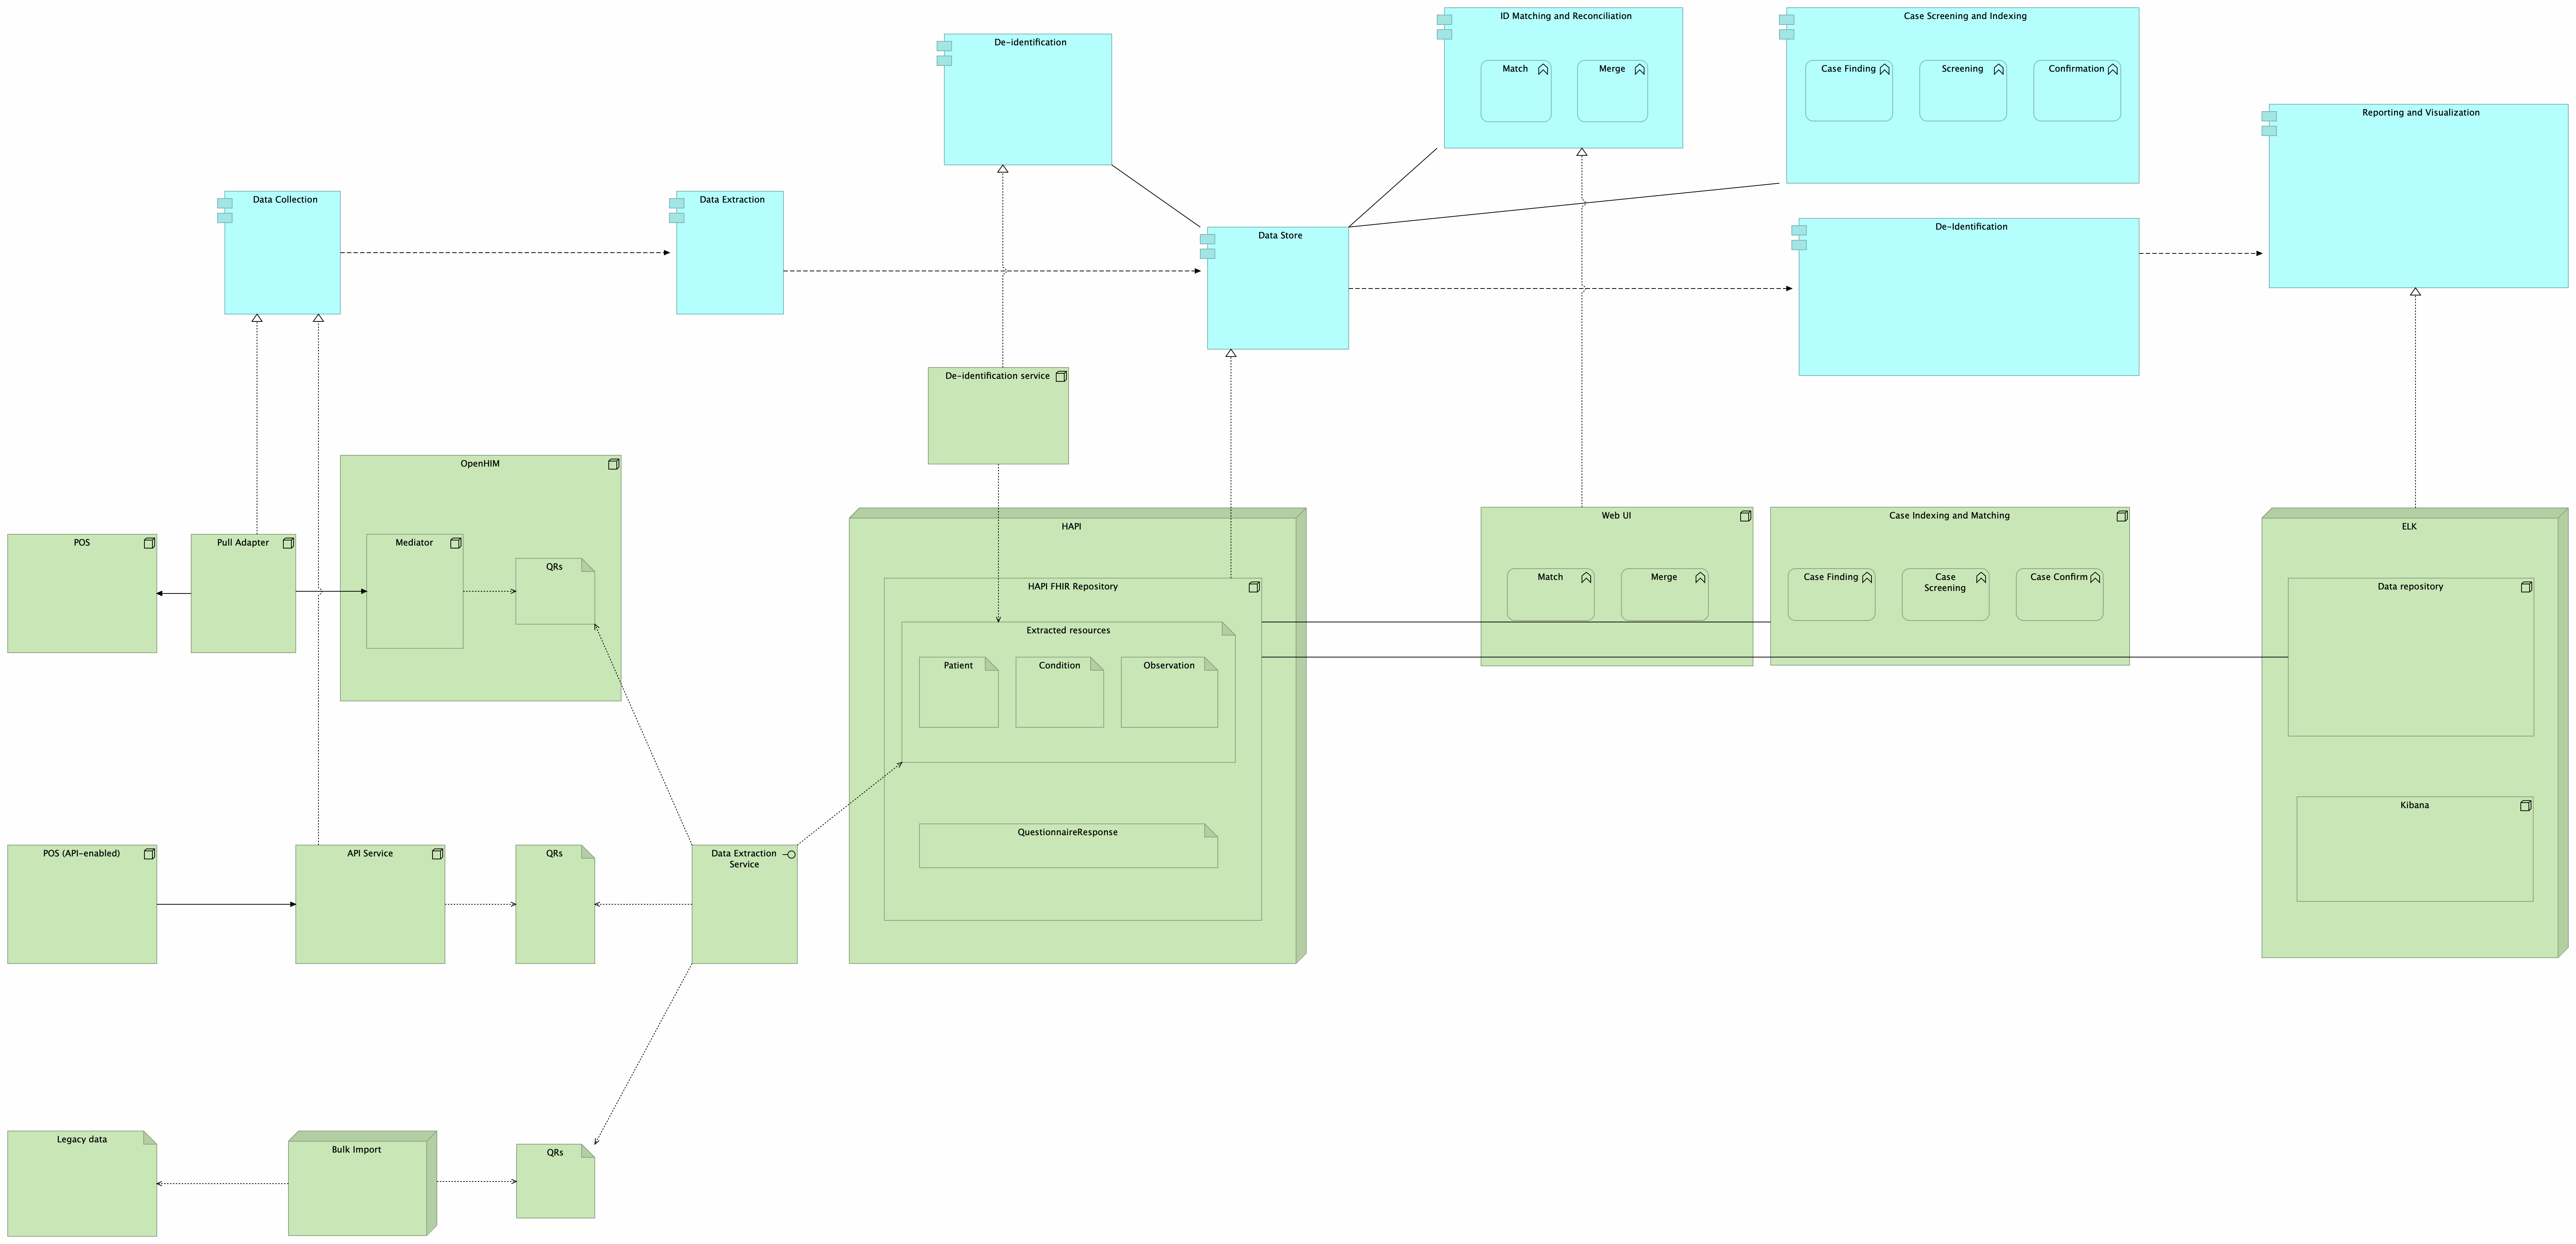 ID Matching and Reconciliation
Match
Merge
Case Screening and Indexing
Case Finding
Screening
Confirmation
De-identification
Reporting and Visualization
Data Collection
Data Extraction
Data Store
De-Identification
De-identification service
OpenHIM
Mediator
QRs
POS
Pull Adapter
HAPI
HAPI FHIR Repository
Extracted resources
Patient
Condition
Observation
QuestionnaireResponse
Web UI
Match
Merge
Case Indexing and Matching
Case Finding
Case
Screening
Case Confirm
ELK
Data repository
Kibana
POS (API-enabled)
API Service
QRs
Data Extraction
Service
Legacy data
Bulk Import
QRs